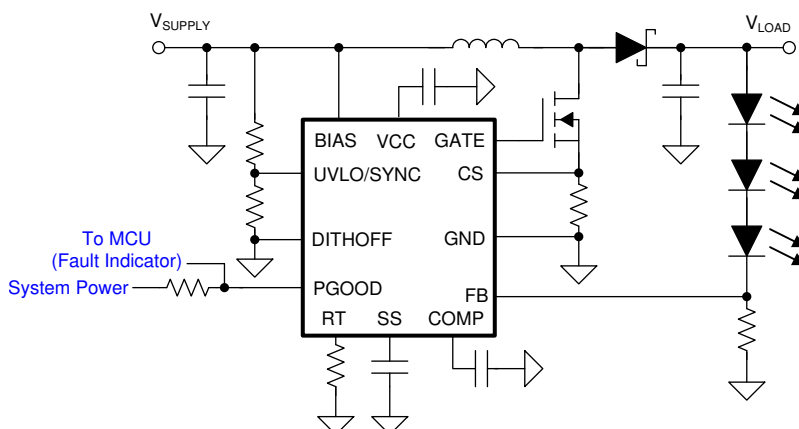 VSUPPLY
VLOAD
BIAS
VCC
GATE
UVLO/SYNC
CS
DITHOFF
GND
To MCU
(Fault Indicator)
System Power
PGOOD
FB
RT
SS
COMP